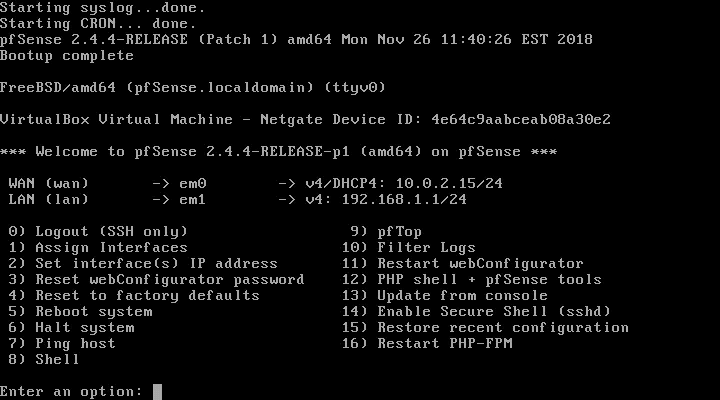 Starting syslog...done.
Starting CRON... done.
pfSense 2.4.4-RELEASE (Patch 1) amd64 Mon Nov 26 11:40:26 EST 2018
Bootup complete
FreeBSD/amd64 (pfSense.localdomain) (ttyv0)
VirtualBox Virtual Machine - Netgate Device ID: 4e64c9aabceab08a30e2
*** Welcome to pfSense 2.4.4-RELEASE-p1 (amd64) on pfSense ***
WAN (wan) -> em0 -> v4/DHCP4: 10.0.2.15/24
LAN (lan) -> em1 -> v4: 192.168.1.1/24
0) Logout (SSH only) 9) pfTop
1) Assign Interfaces 10) Filter Logs
2) Set interface(s) IP address 11) Restart webConfigurator
3) Reset webConfigurator password 12) PHP shell + pfSense tools
4) Reset to factory defaults 13) Update from console
5) Reboot system 14) Enable Secure Shell (sshd)
6) Halt system 15) Restore recent configuration
7) Ping host 16) Restart PHP-FPM
8) Shell
Enter an option: